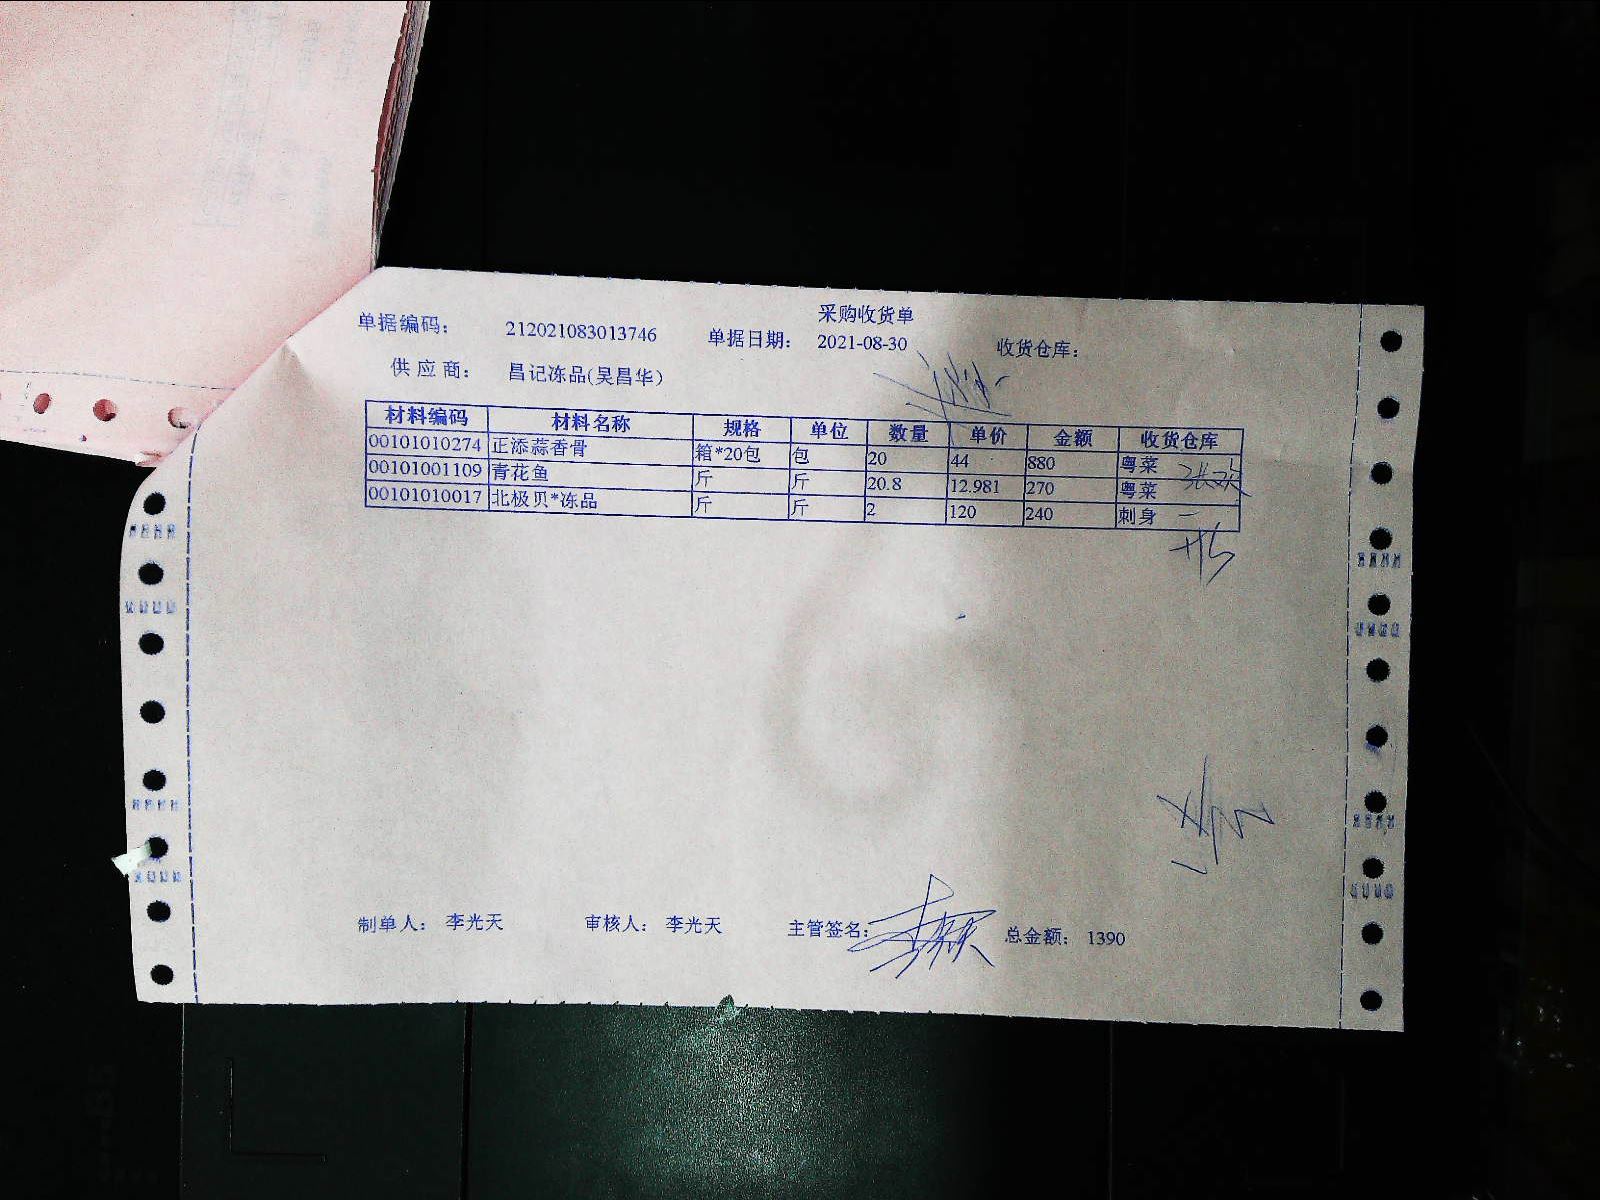 采购收货单
单据编码： 212021083013746 单据日期： 2021-08-30 收货仓库：
供应商： 昌记冻品(吴昌华）
材料编码 材料名称 规格 单位 数量 单价 金额 收货仓库
00101010274 正添蒜香骨 箱*20包 包 20 44 880 粤菜
00101001109 青花鱼 斤 斤 20.8 12.981 270 粤菜
00101010017 北极贝*冻品 斤 斤 2 120 240 刺身
制单人： 李光天 审核人： 李光天 主管签名： 总金额： 1390